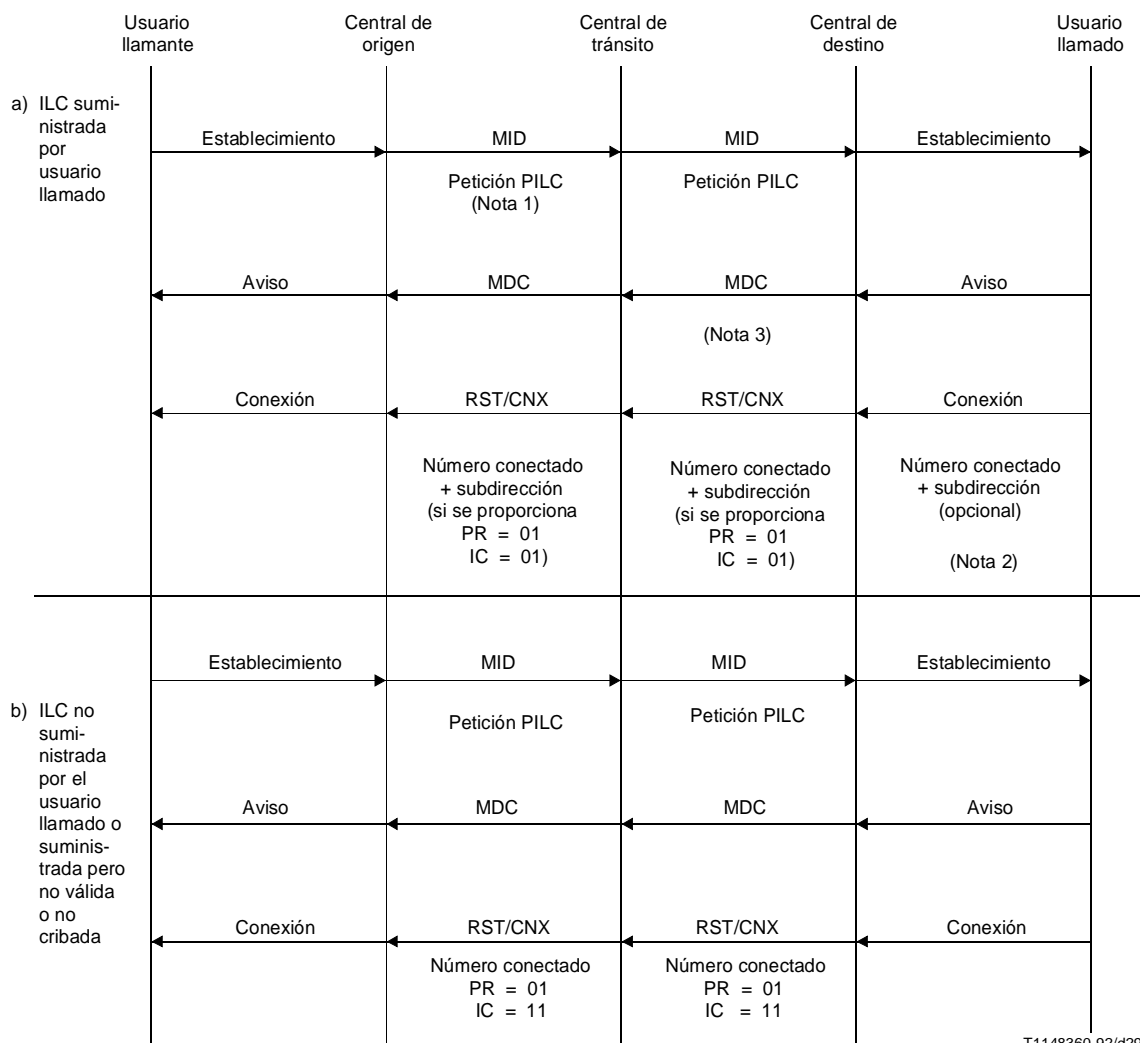 Usuario
llamante
Central de
origen
Central de
tránsito
Central de
destino
Usuario
llamado
a) ILC sumi-
nistrada
por
usuario
llamado
Establecimiento
MID
MID
Establecimiento
Petición PILC
(Nota 1)
Petición PILC
Aviso
MDC
MDC
Aviso
(Nota 3)
Conexión
RST/CNX
RST/CNX
Conexión
Número conectado
+ subdirección
(si se proporciona
PR = 01
IC = 01)
Número conectado
+ subdirección
(si se proporciona
PR = 01
IC = 01)
Número conectado
+ subdirección
(opcional)
(Nota 2)
b) ILC no
sumi-
nistrada
por el
usuario
llamado o
suminis-
trada pero
no válida
o no
cribada
Establecimiento
MID
MID
Establecimiento
Petición PILC
Petición PILC
Aviso
MDC
MDC
Aviso
Conexión
RST/CNX
RST/CNX
Conexión
Número conectado
PR = 01
IC = 11
Número conectado
PR = 01
IC = 11
T1148360-92/d29